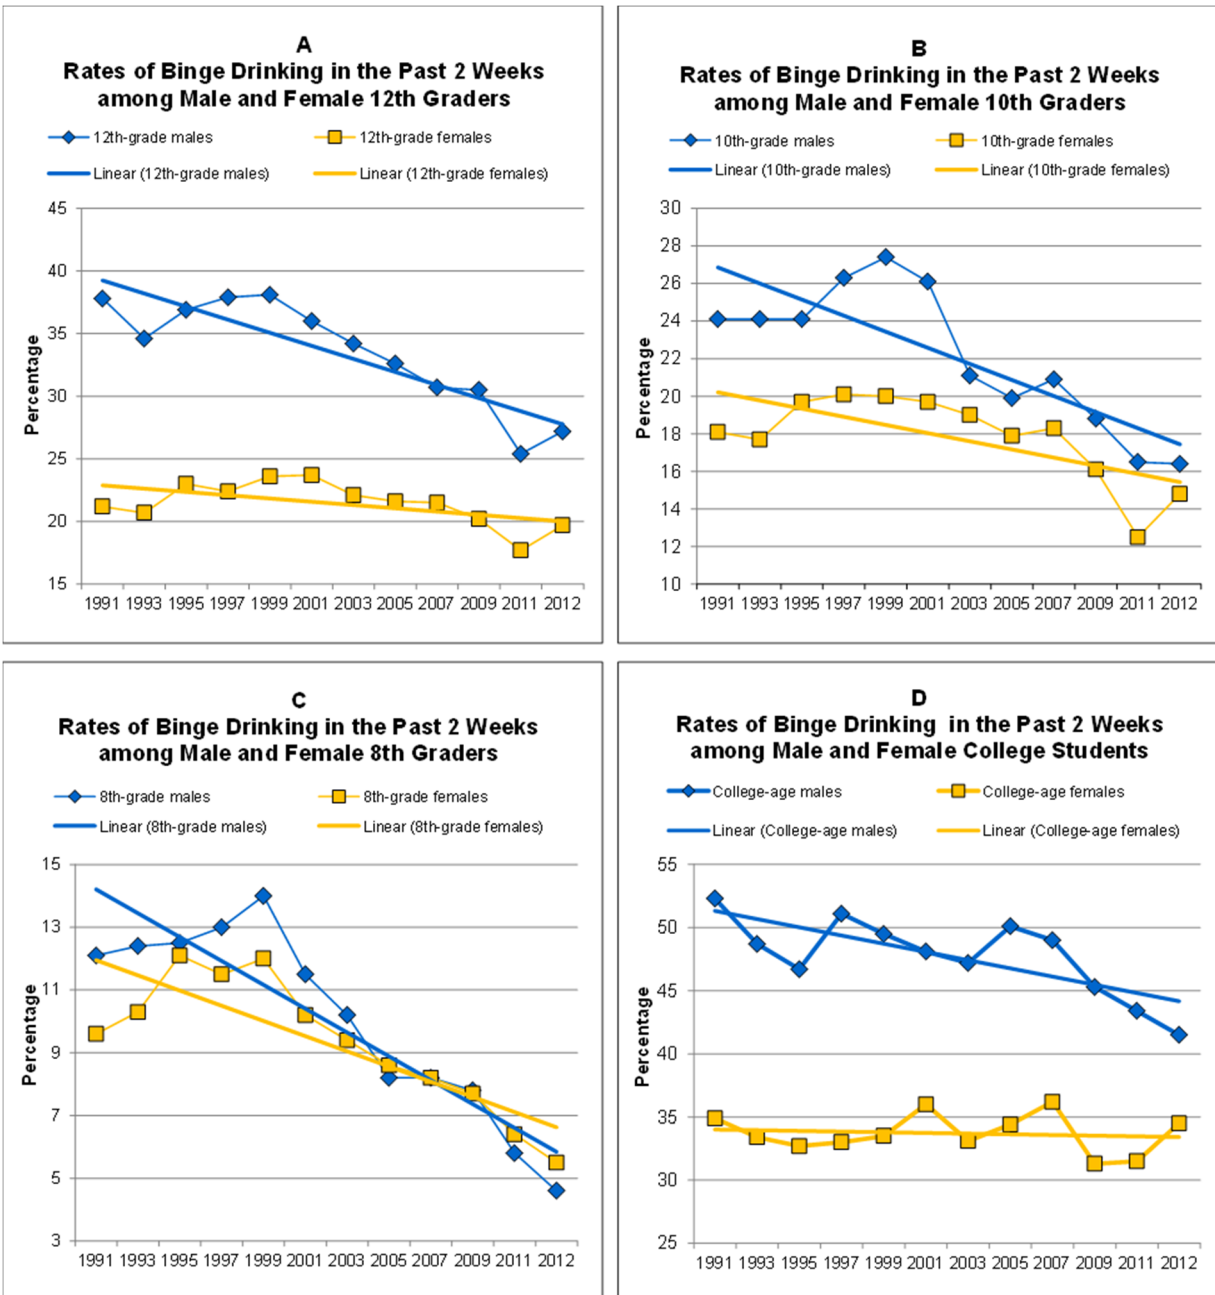 A
Rates of Binge Drinking in the Past 2 Weeks
among Male and Female 12th Graders
12th-grade males
12th-grade females
Linear (12th-grade males)
Linear (12th-grade females)
45
40
35
30
25
20
15
Percentage
1991 1993 1995 1997 1999 2001 2003 2005 2007 2009 2011 2012
B
Rates of Binge Drinking in the Past 2 Weeks
among Male and Female 10th Graders
10th-grade males
10th-grade females
Linear (10th-grade males)
Linear (10th-grade females)
30
28
26
24
22
20
18
16
14
12
10
Percentage
1991 1993 1995 1997 1999 2001 2003 2005 2007 2009 2011 2012
C
Rates of Binge Drinking in the Past 2 Weeks
among Male and Female 8th Graders
8th-grade males
8th-grade females
Linear (8th-grade males)
Linear (8th-grade females)
15
13
11
9
7
5
3
Percentage
1991 1993 1995 1997 1999 2001 2003 2005 2007 2009 2011 2012
D
Rates of Binge Drinking in the Past 2 Weeks
among Male and Female College Students
College-age males
College-age females
Linear (College-age males)
Linear (College-age females)
55
50
45
40
35
30
25
Percentage
1991 1993 1995 1997 1999 2001 2003 2005 2007 2009 2011 2012